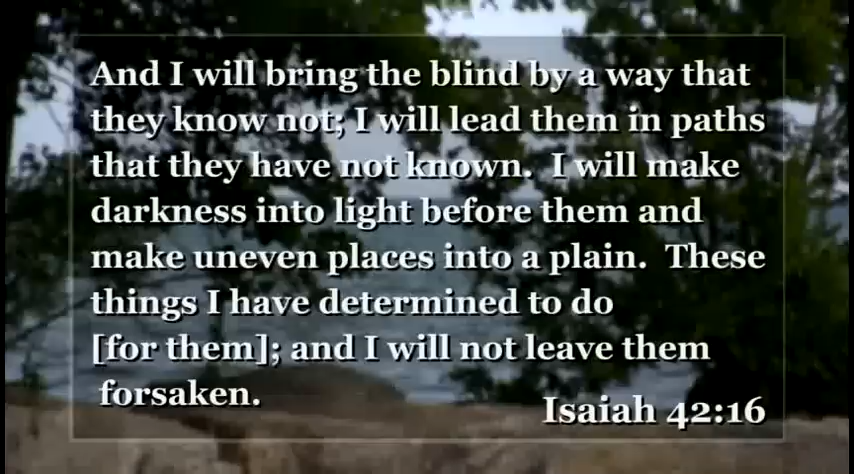 And I will bring the blind by a way that
they know not; I will lead them in paths
that they have not known. I will make
darkness into light before them and
make uneven places into a plain. These
things I have determined to do
[for them]; and I will not leave them
forsaken.
Isaiah 42:16